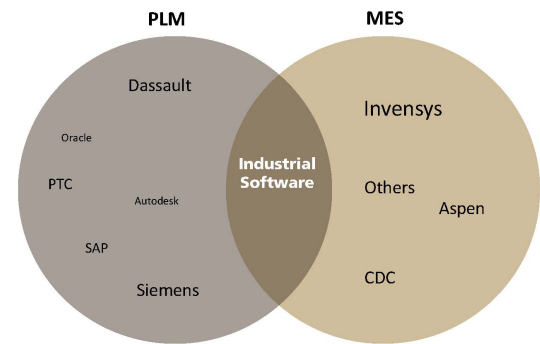 PLM
MES
Dassault
Oracle
PTC
Autodesk
SAP
Siemens
Industrial
Software
Invensys
Others
Aspen
CDC